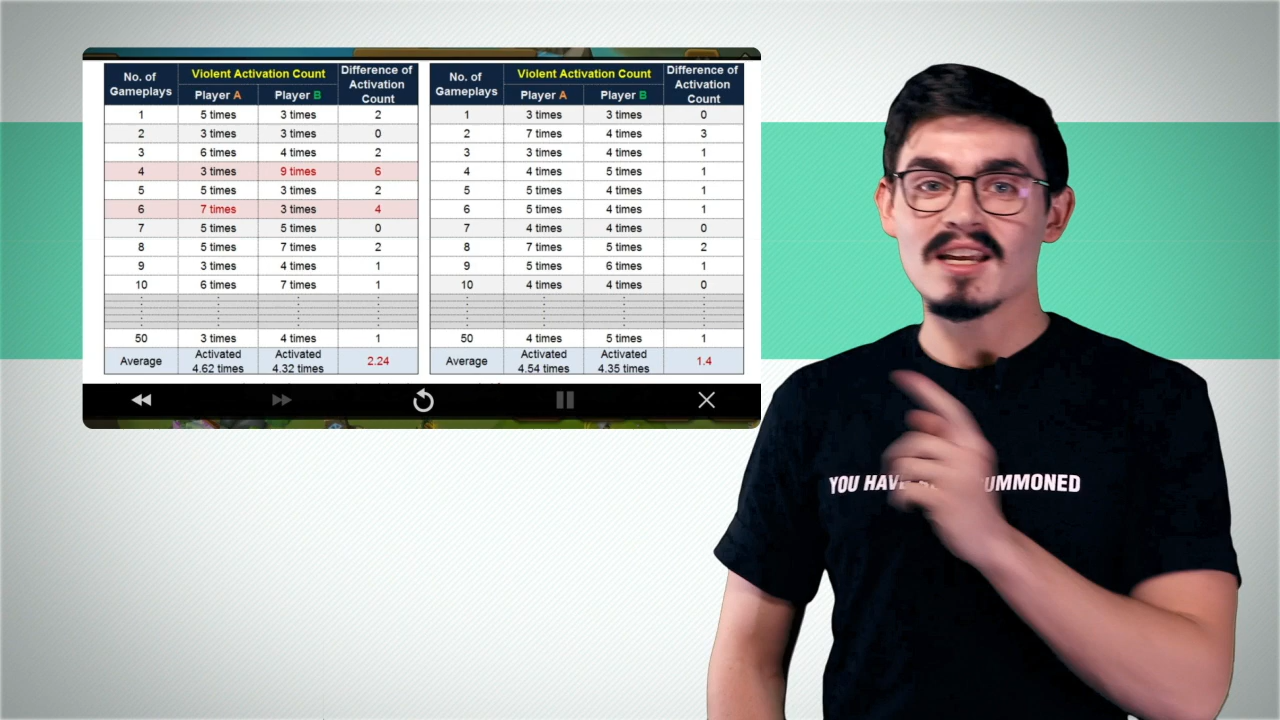 No. of Gameplays Violent Activation Count Difference of Activation Count
Player A Player B
1 5 times 3 times 2
2 3 times 3 times 0
3 6 times 4 times 2
4 3 times 9 times 6
5 5 times 3 times 2
6 7 times 3 times 4
7 5 times 5 times 0
8 5 times 7 times 2
9 3 times 4 times 1
10 6 times 7 times 1
50 3 times 4 times 1
Average Activated 4.62 times Activated 4.32 times 2.24
No. of Gameplays Violent Activation Count Difference of Activation Count
Player A Player B
1 3 times 3 times 0
2 7 times 4 times 3
3 3 times 4 times 1
4 4 times 5 times 1
5 5 times 4 times 1
6 5 times 4 times 1
7 4 times 4 times 0
8 7 times 5 times 2
9 5 times 6 times 1
10 4 times 4 times 0
50 4 times 5 times 1
Average Activated 4.54 times Activated 4.35 times 1.4
YOU HAVE UMMONED